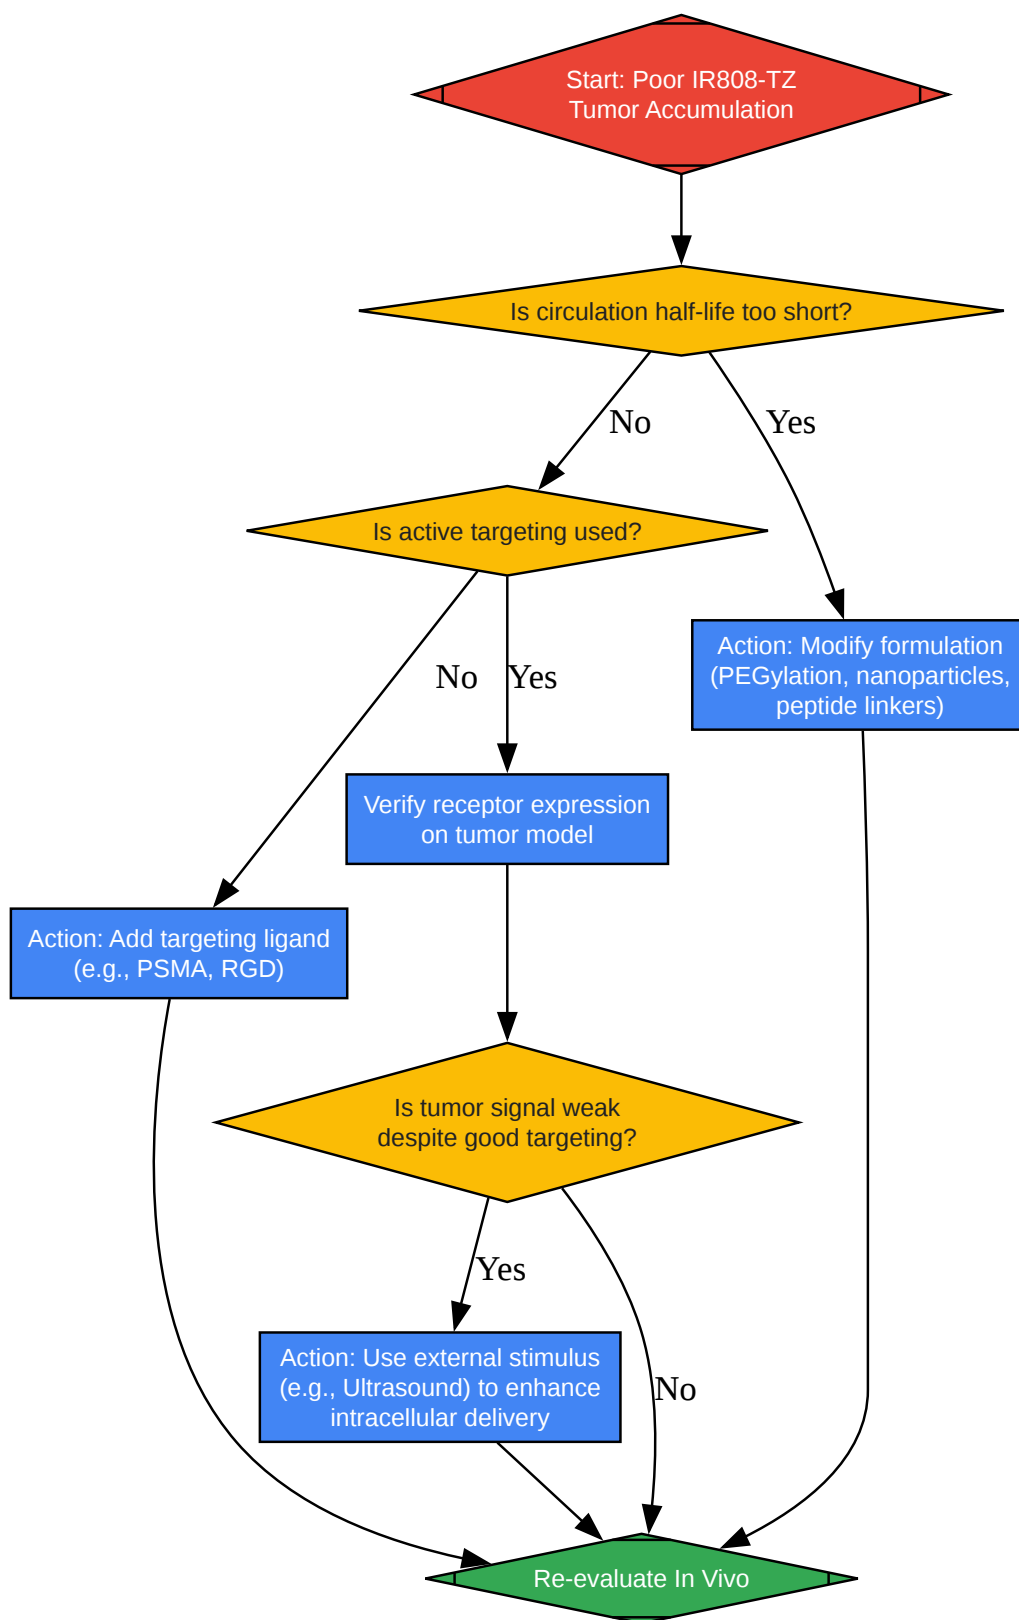 Start: Poor IR808-TZ
Tumor Accumulation
Is circulation half-life too short?
No
Yes
Is active targeting used?
Action: Modify formulation
(PEGylation, nanoparticles,
peptide linkers)
No
Yes
Verify receptor expression
on tumor model
Action: Add targeting ligand
(e.g., PSMA, RGD)
Is tumor signal weak
despite good targeting?
Yes
Action: Use external stimulus
(e.g., Ultrasound) to enhance
intracellular delivery
No
Re-evaluate In Vivo